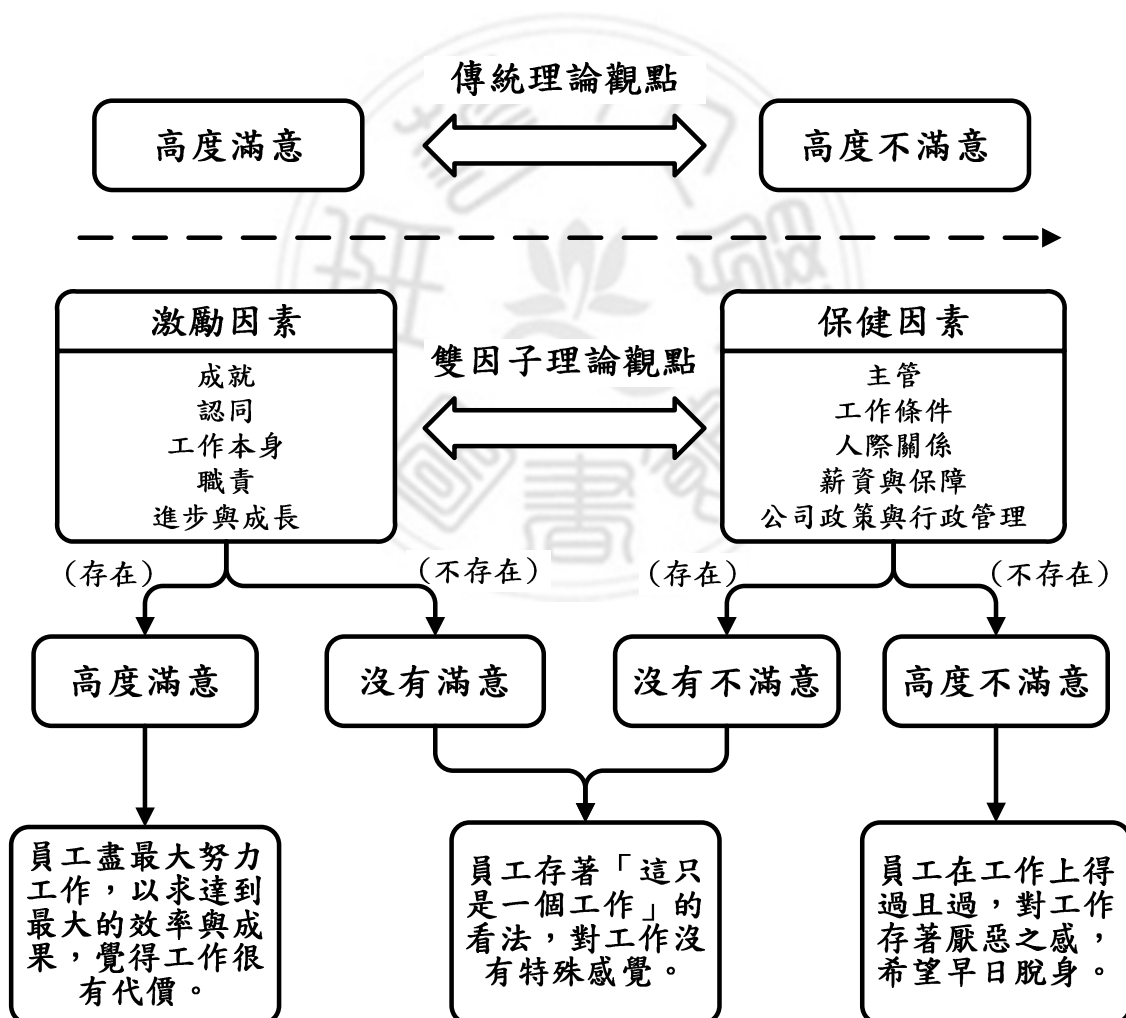 傳統理論觀點
高度滿意
高度不滿意
激勵因素
成就
認同
工作本身
職責
進步與成長
雙因子理論觀點
保健因素
主管
工作條件
人際關係
薪資與保障
公司政策與行政管理
（存在）
（不存在）
（存在）
（不存在）
高度滿意
沒有滿意
沒有不滿意
高度不滿意
員工盡最大努力
工作，以求達到
最大的效率與成
果，覺得工作很
有代價。
員工存著「這只
是一個工作」的
看法，對工作沒
有特殊感覺。
員工在工作上得
過且過，對工作
存著厭惡之感，
希望早日脫身。